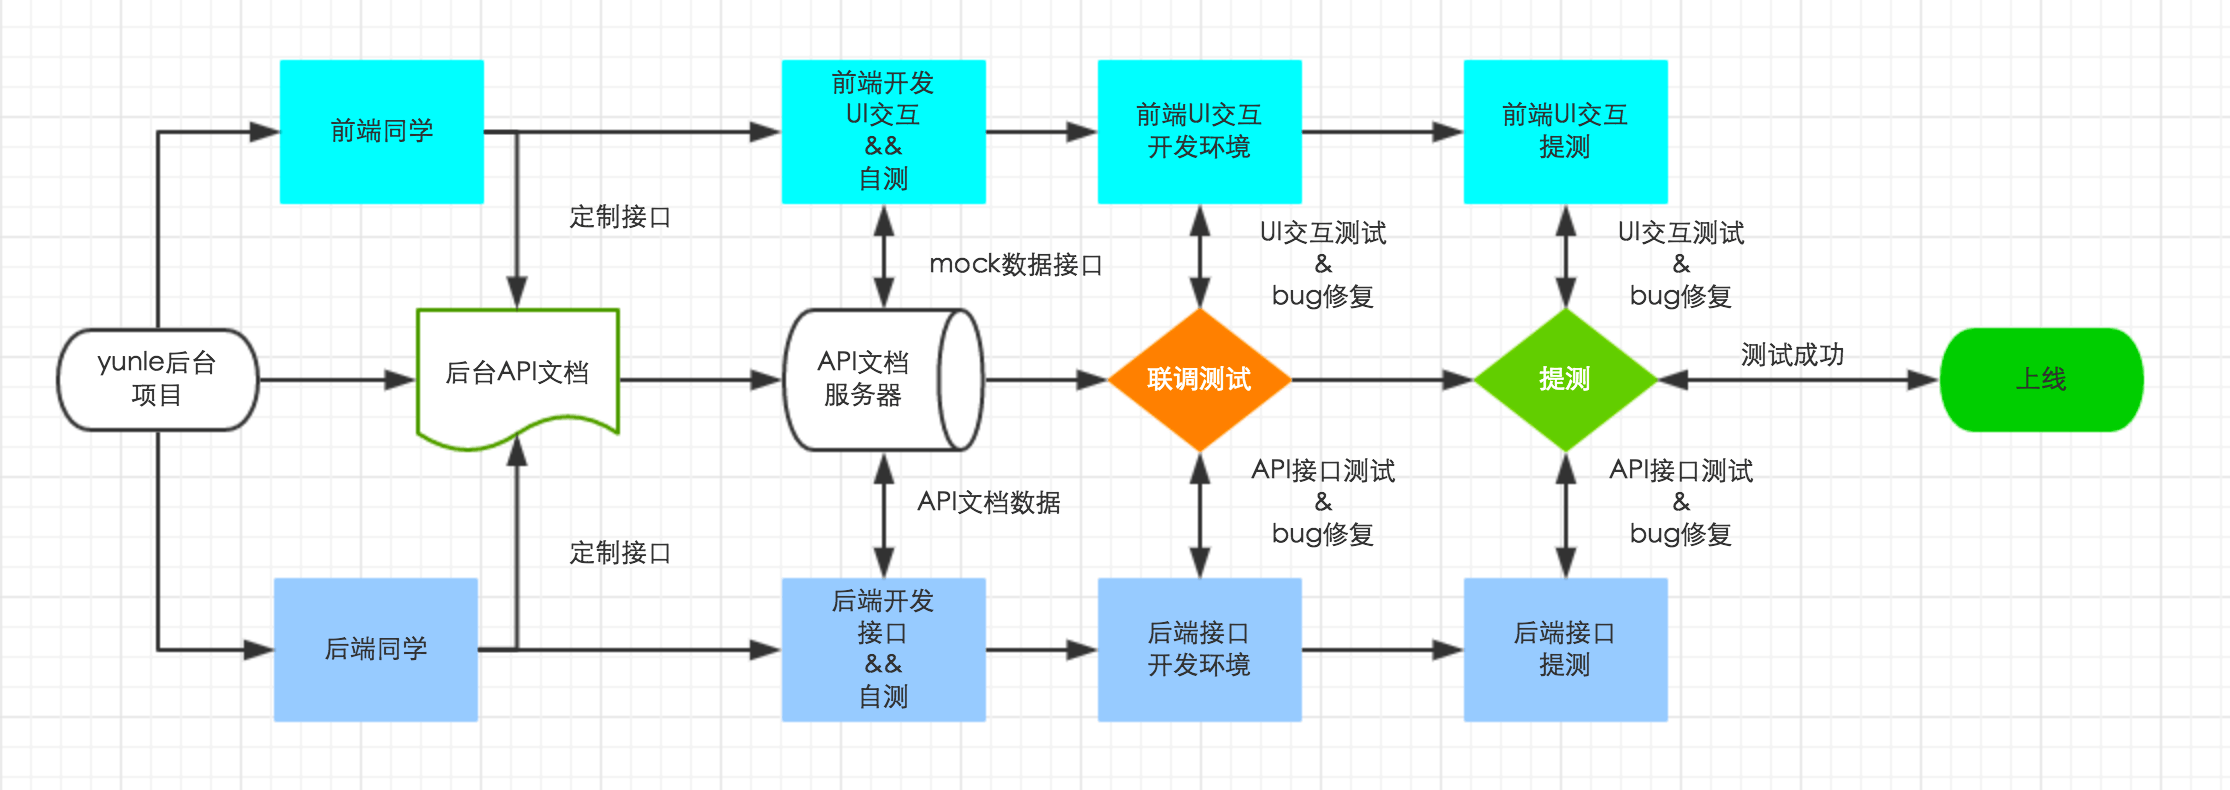 前端同学
前端开发
UI交互
&&
自测
前端UI交互
开发环境
前端UI交互
提测
定制接口
mock数据接口
UI交互测试
&
bug修复
UI交互测试
&
bug修复
yunle后台
项目
后台API文档
API文档
服务器
联调测试
提测
测试成功
上线
定制接口
API文档数据
API接口测试
&
bug修复
API接口测试
&
bug修复
后端同学
后端开发
接口
&&
自测
后端接口
开发环境
后端接口
提测